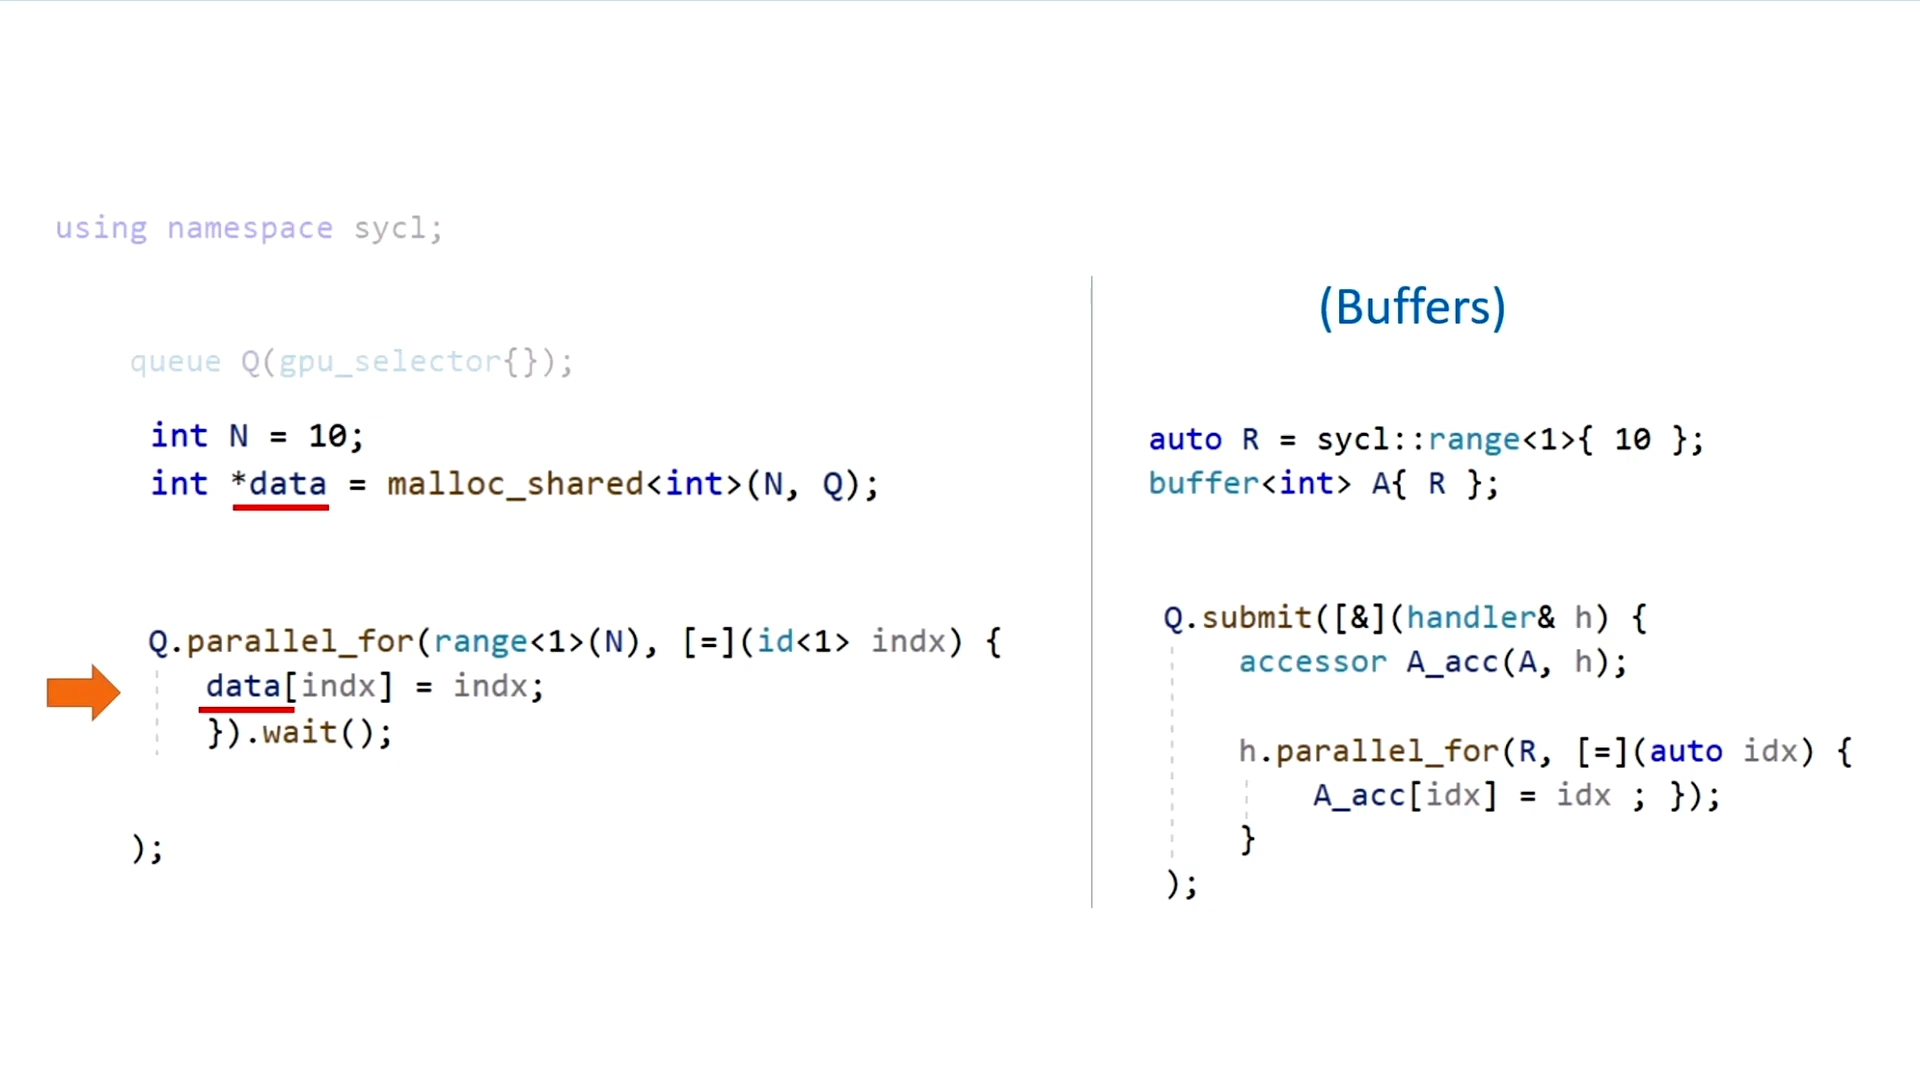 using namespace sycl;
queue Q(gpu_selector{});
int N = 10;
int *data = malloc_shared<int>(N, Q);
Q.parallel_for(range<1>(N), [=](id<1> indx) {
data[indx] = indx;
}).wait();
);
(Buffers)
auto R = sycl::range<1>{ 10 };
buffer<int> A{ R };
Q.submit([&](handler& h) {
accessor A_acc(A, h);
h.parallel_for(R, [=](auto idx) {
A_acc[idx] = idx ; });
}
);